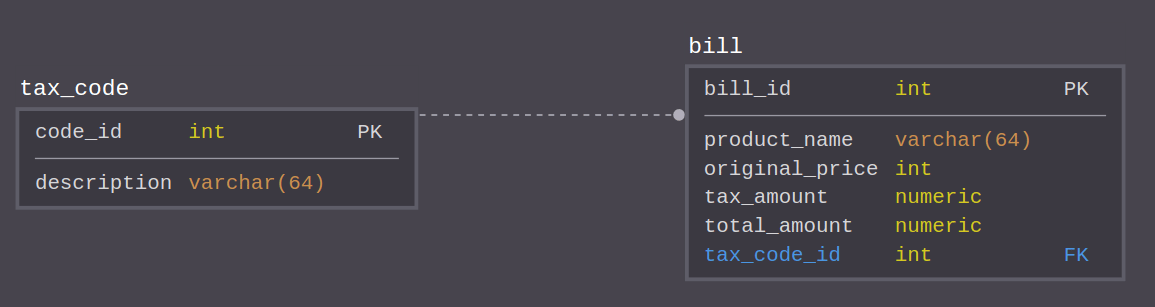 tax_code
code_id int PK
description varchar(64)
bill
bill_id int PK
product_name varchar(64)
original_price int
tax_amount numeric
total_amount numeric
tax_code_id int FK